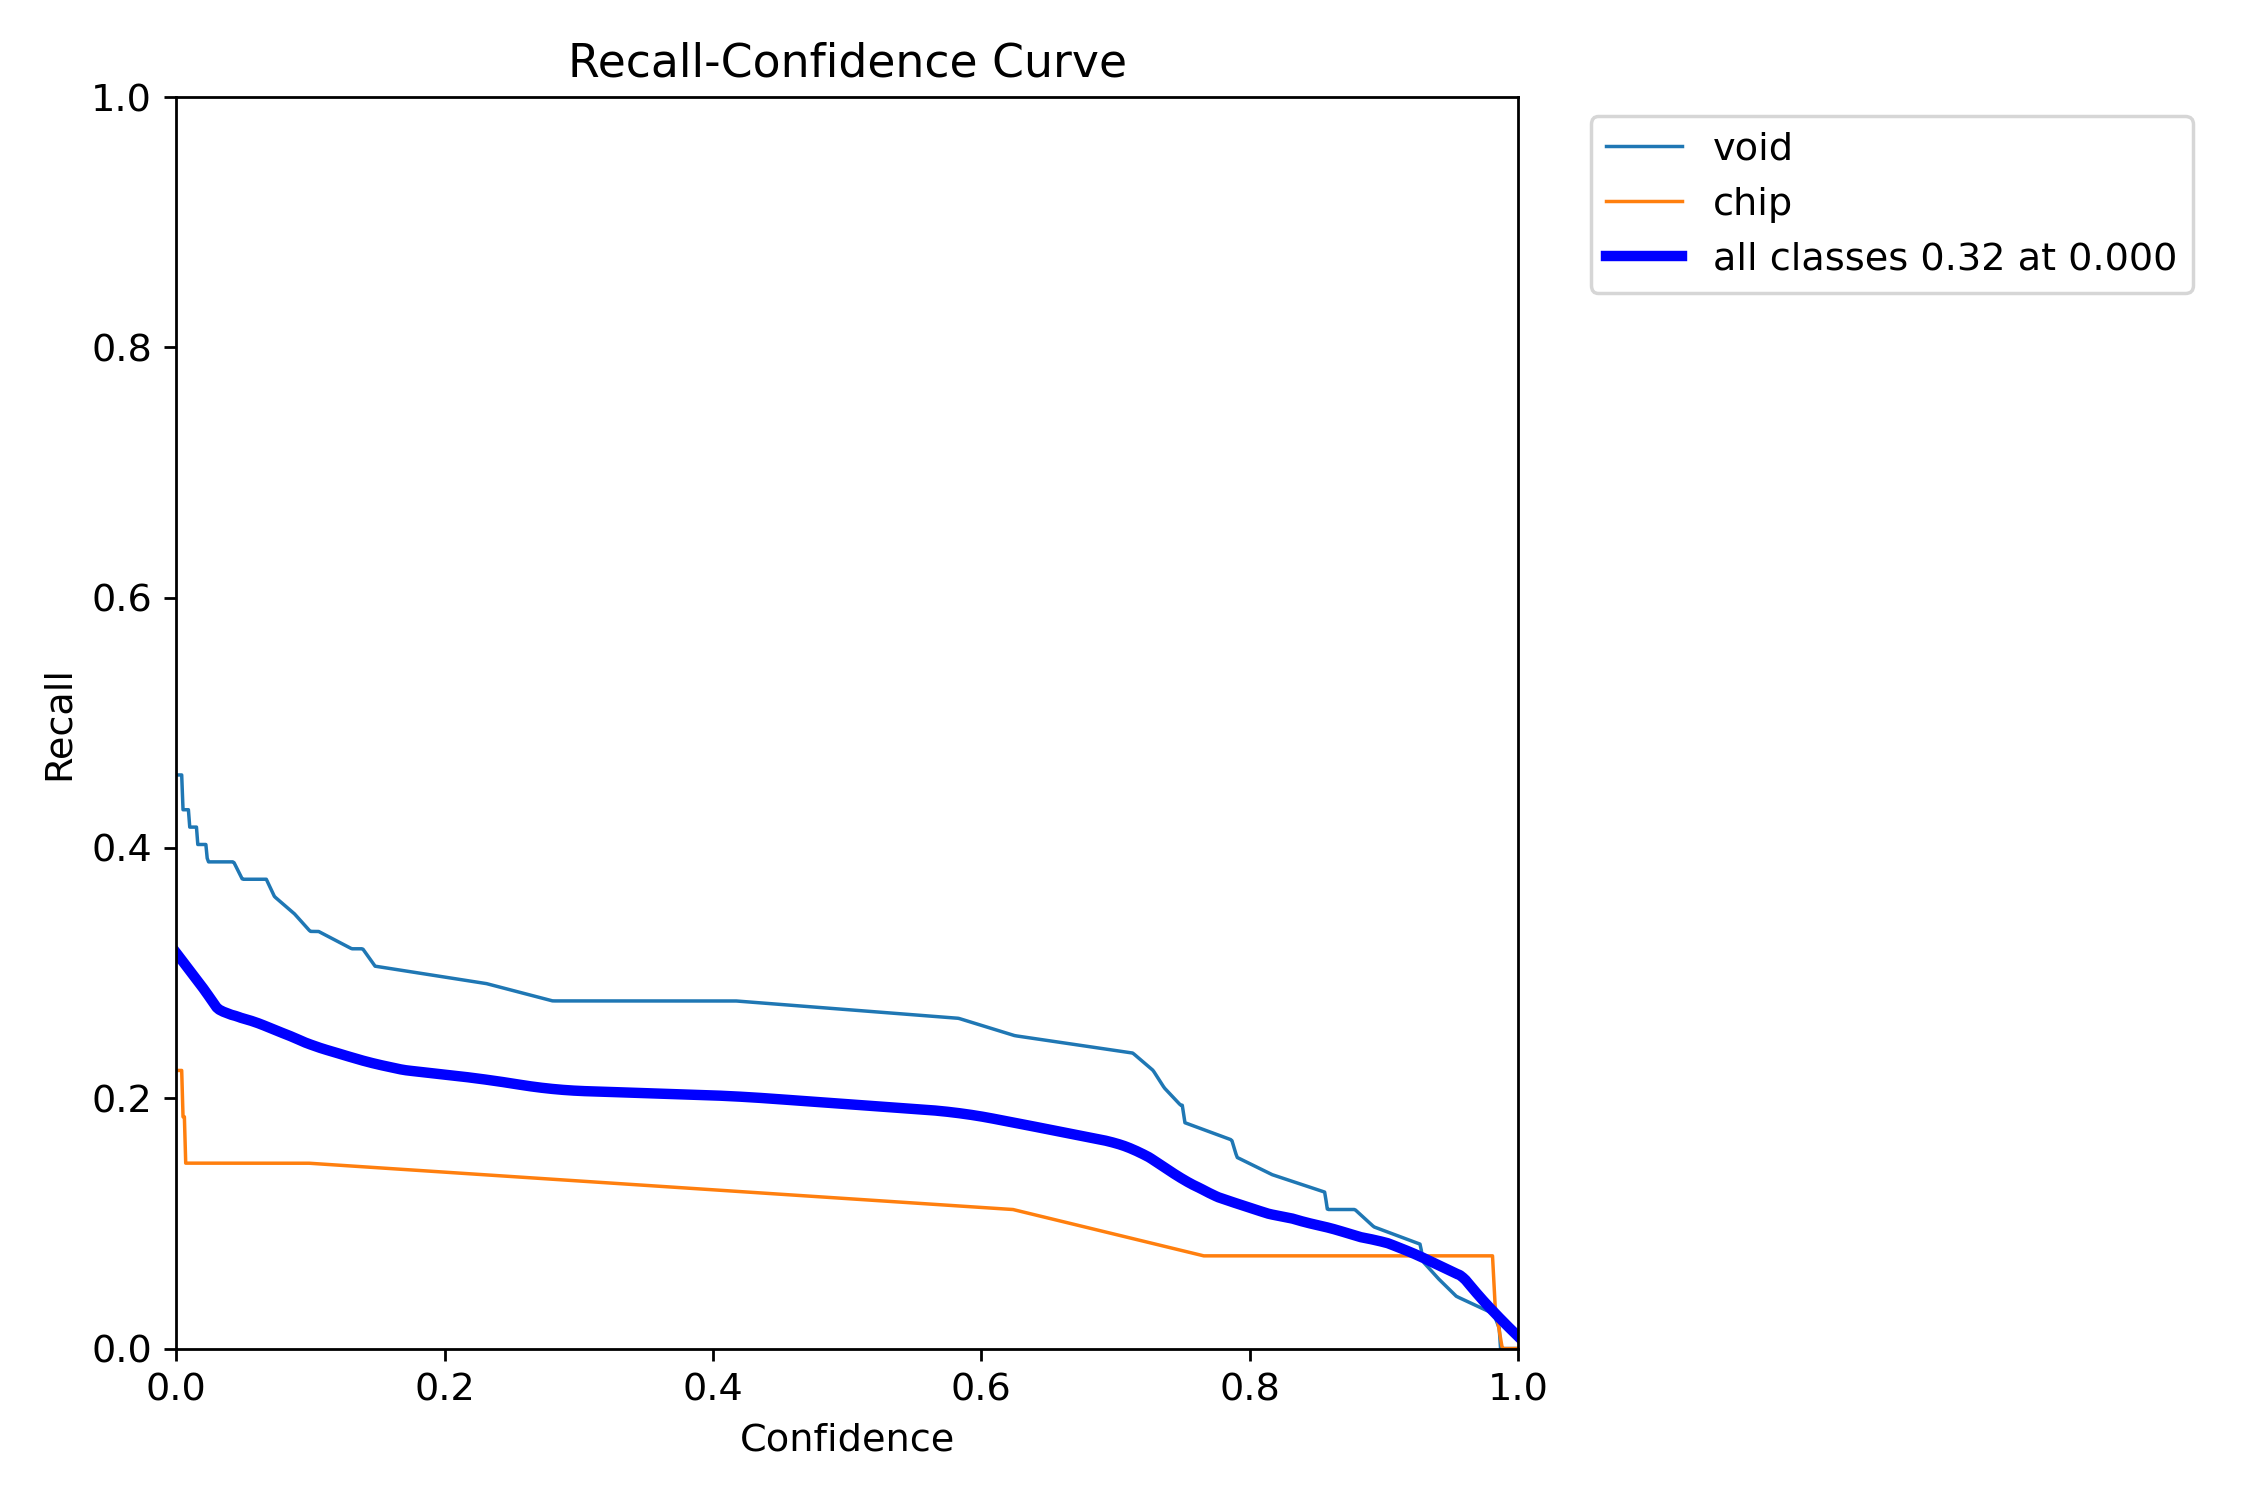 Recall-Confidence Curve
void
chip
all classes 0.32 at 0.000
1.0
0.8
0.6
0.4
0.2
0.0
Recall
0.0 0.2 0.4 0.6 0.8 1.0
Confidence